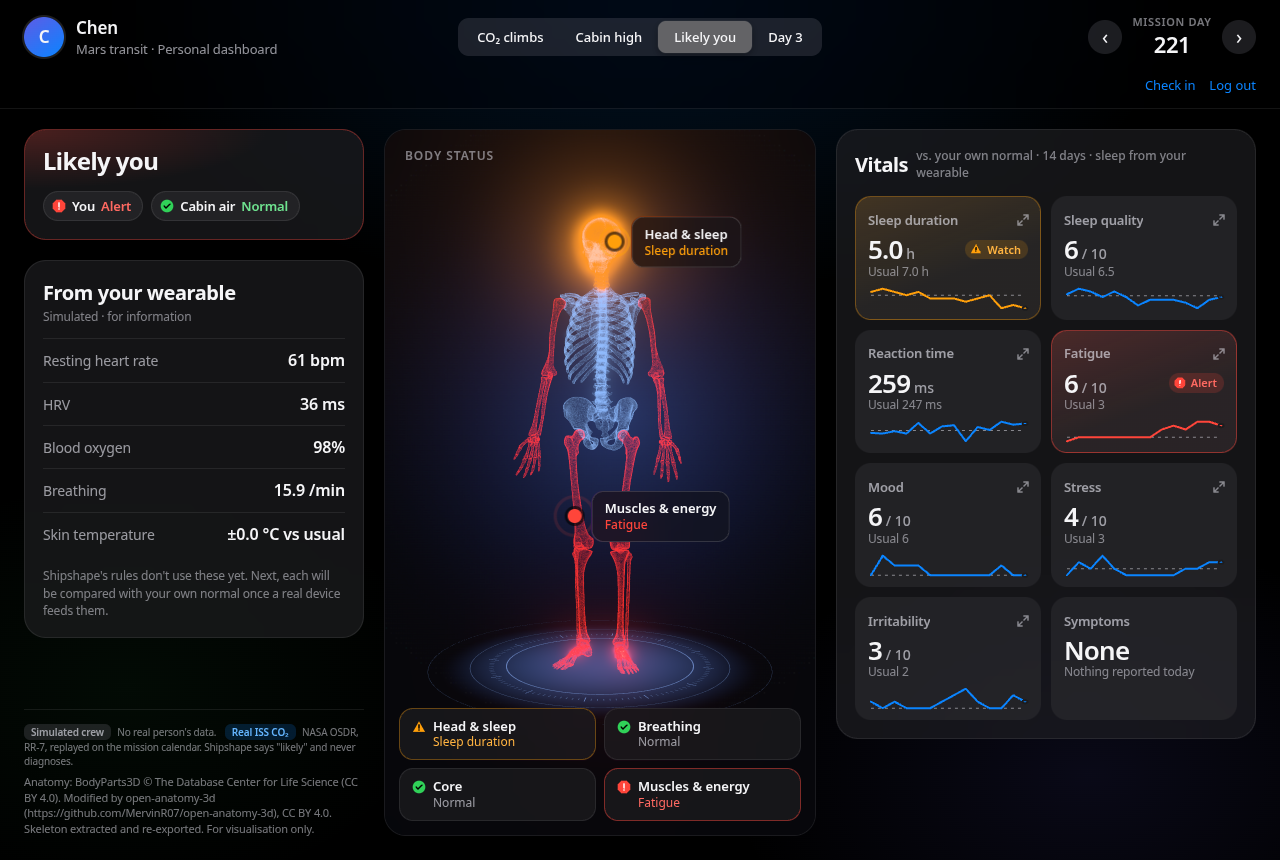 C
Chen
Mars transit · Personal dashboard
CO₂ climbs
Cabin high
Likely you
Day 3
‹
MISSION DAY
221
›
Check in
Log out
Likely you
You Alert
Cabin air Normal
From your wearable
Simulated · for information
Resting heart rate 61 bpm
HRV 36 ms
Blood oxygen 98%
Breathing 15.9 /min
Skin temperature ±0.0 °C vs usual
Shipshape's rules don't use these yet. Next, each will
be compared with your own normal once a real device
feeds them.
Simulated crew No real person's data. Real ISS CO₂ NASA OSDR,
RR-7, replayed on the mission calendar. Shipshape says "likely" and never
diagnoses.
Anatomy: BodyParts3D © The Database Center for Life Science (CC
BY 4.0). Modified by open-anatomy-3d
(https://github.com/MervinR07/open-anatomy-3d), CC BY 4.0.
Skeleton extracted and re-exported. For visualisation only.
BODY STATUS
Head & sleep
Sleep duration
Muscles & energy
Fatigue
Head & sleep
Sleep duration
Breathing
Normal
Core
Normal
Muscles & energy
Fatigue
Vitals
vs. your own normal · 14 days · sleep from your
wearable
Sleep duration
5.0 h
Watch
Usual 7.0 h
Sleep quality
6 / 10
Usual 6.5
Reaction time
259 ms
Usual 247 ms
Fatigue
6 / 10
Alert
Usual 3
Mood
6 / 10
Usual 6
Stress
4 / 10
Usual 3
Irritability
3 / 10
Usual 2
Symptoms
None
Nothing reported today